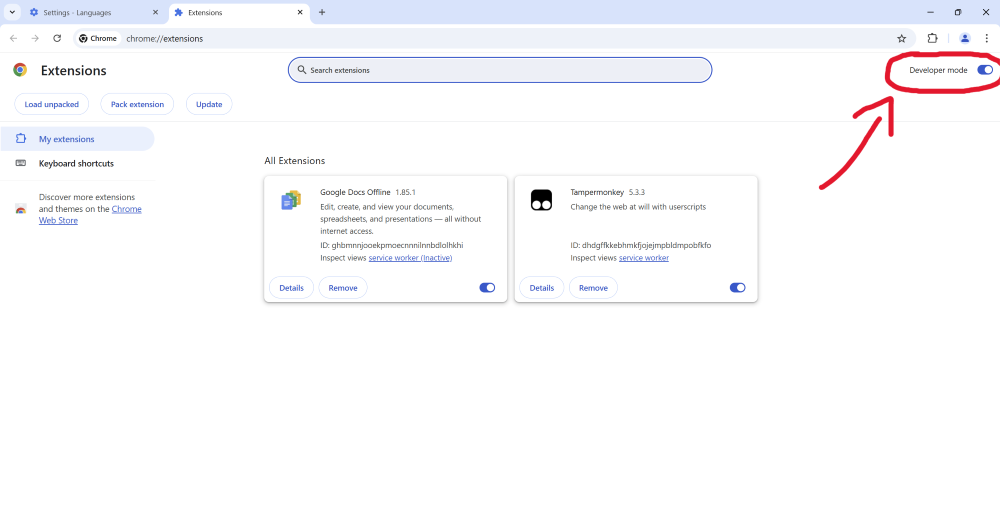 Settings - Languages
Extensions
Chrome
chrome://extensions
Extensions
Search extensions
Developer mode
Load unpacked
Pack extension
Update
My extensions
Keyboard shortcuts
Discover more extensions
and themes on the Chrome
Web Store
All Extensions
Google Docs Offline 1.85.1
Edit, create, and view your documents,
spreadsheets, and presentations — all without
internet access.
ID: ghbmnnjooekpmoecnnnilnnbdlolhkhi
Inspect views service worker (Inactive)
Details
Remove
Tampermonkey 5.3.3
Change the web at will with userscripts
ID: dhdgffkkebhmkfjojejmpbldmpobfkfo
Inspect views service worker
Details
Remove